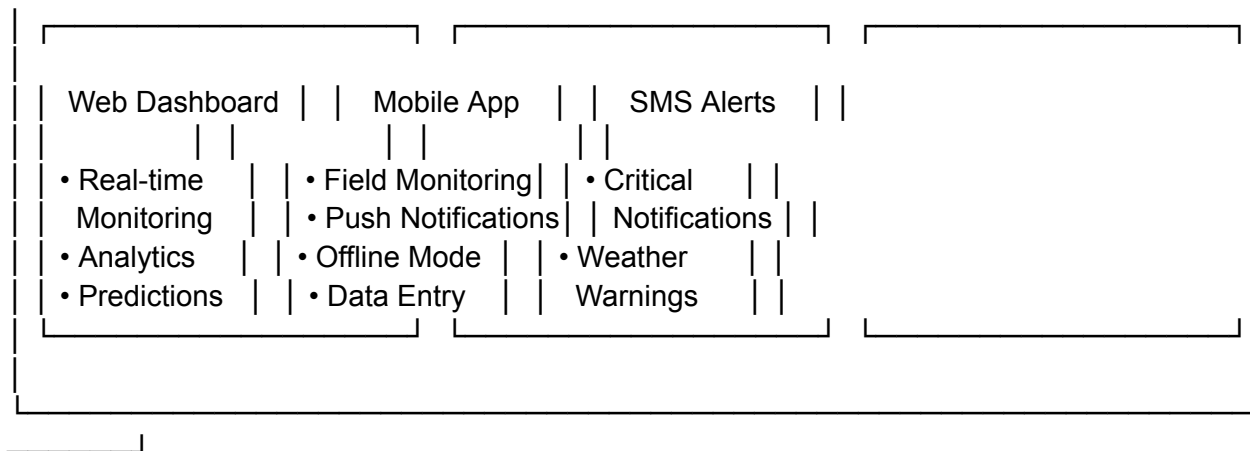 Web Dashboard │ │ Mobile App │ │ SMS Alerts │ │
│ │ │ │ │ │ │ │
│ │ • Real-time │ │ • Field Monitoring│ │ • Critical │ │
│ │ Monitoring │ │ • Push Notifications│ │ Notifications │ │
│ │ • Analytics │ │ • Offline Mode │ │ • Weather │ │
│ │ • Predictions │ │ • Data Entry │ │ Warnings │ │